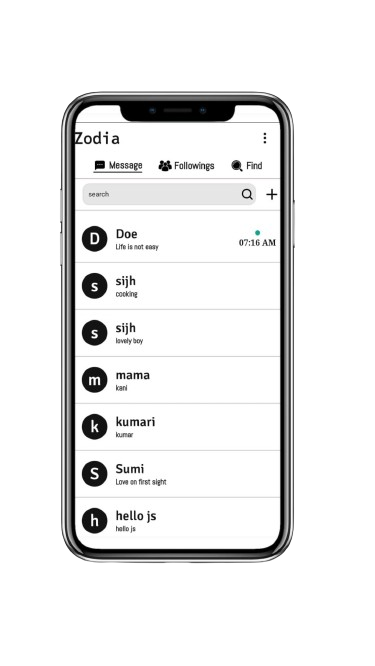 Zodia
Message Followings Find
search
D Doe
Life is not easy 07:16 AM
s sijh
cooking
s sijh
lovely boy
m mama
kani
k kumari
kumar
S Sumi
Love on first sight
h hello js
hello js